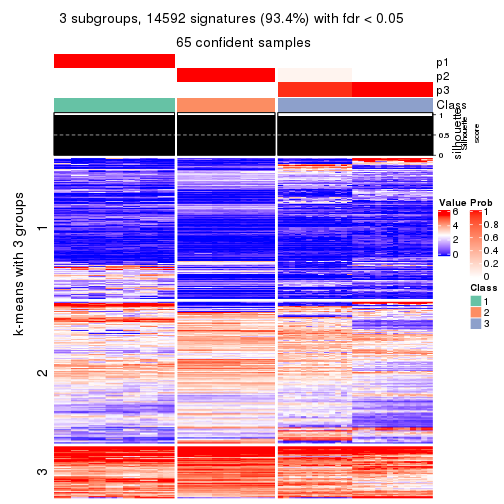 3 subgroups, 14592 signatures (93.4%) with fdr < 0.05
65 confident samples
p1
p2
p3
Class
silhouette
Silhouette
score
1
0.5
0
k-means with 3 groups
1
2
3
Value
6
4
2
0
Prob
1
0.8
0.6
0.4
0.2
0
Class
1
2
3